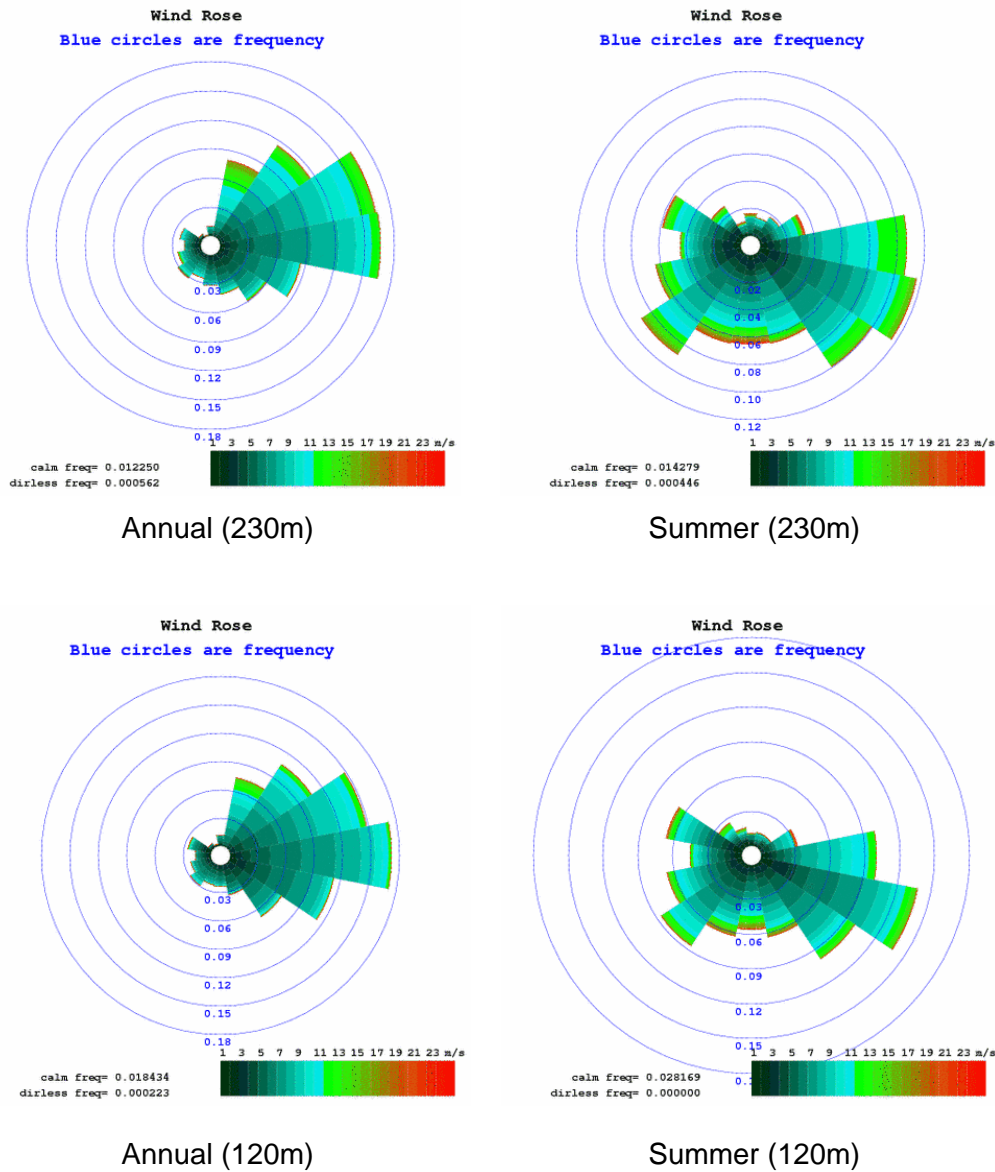 Wind Rose
Blue circles are frequency
0.03
0.06
0.09
0.12
0.15
0.18
1 3 5 7 9 11 13 15 17 19 21 23 m/s
calm freq= 0.012250
dirless freq= 0.000562
Annual (230m)
Wind Rose
Blue circles are frequency
0.02
0.04
0.06
0.08
0.10
0.12
1 3 5 7 9 11 13 15 17 19 21 23 m/s
calm freq= 0.014279
dirless freq= 0.000446
Summer (230m)
Wind Rose
Blue circles are frequency
0.03
0.06
0.09
0.12
0.15
0.18
1 3 5 7 9 11 13 15 17 19 21 23 m/s
calm freq= 0.018434
dirless freq= 0.000223
Annual (120m)
Wind Rose
Blue circles are frequency
0.03
0.06
0.09
0.12
0.15
1 3 5 7 9 11 13 15 17 19 21 23 m/s
calm freq= 0.028169
dirless freq= 0.000000
Summer (120m)